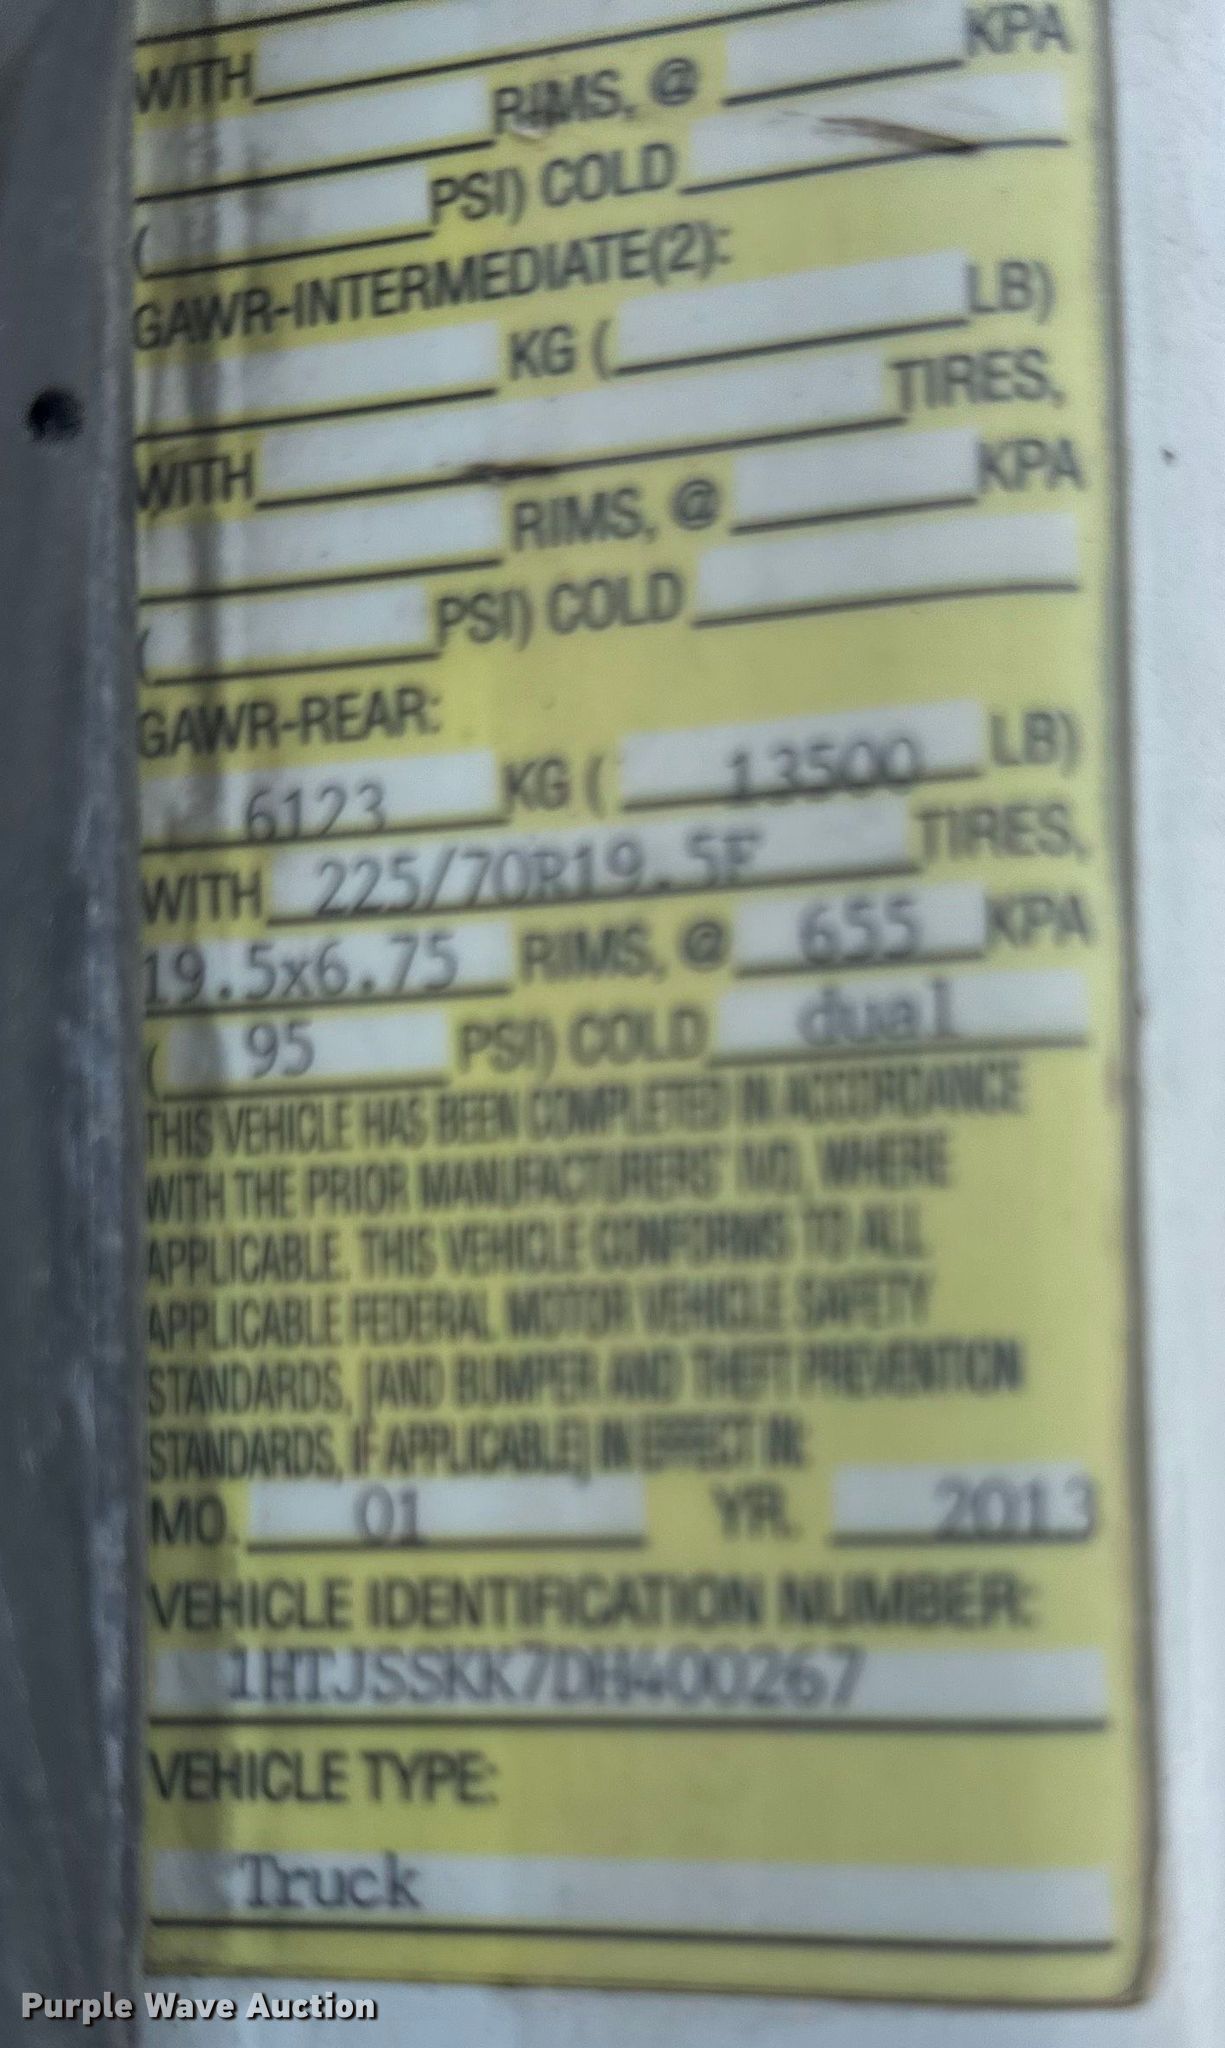 WITH
RIMS, @ KPA
( PSI) COLD
GAWR-INTERMEDIATE(2):
KG ( LB)
WITH TIRES,
RIMS, @ KPA
( PSI) COLD
GAWR-REAR:
6123 KG ( 13500 LB)
WITH 225/70R19.5F TIRES,
19.5x6.75 RIMS, @ 655 KPA
( 95 PSI) COLD dual
THIS VEHICLE HAS BEEN COMPLETED IN ACCORDANCE
WITH THE PRIOR MANUFACTURERS' IVD, WHERE
APPLICABLE. THIS VEHICLE CONFORMS TO ALL
APPLICABLE FEDERAL MOTOR VEHICLE SAFETY
STANDARDS, [AND BUMPER AND THEFT PREVENTION
STANDARDS, IF APPLICABLE] IN EFFECT IN:
MO. 01 YR. 2013
VEHICLE IDENTIFICATION NUMBER:
1HTJSSKK7DH400267
VEHICLE TYPE:
Truck
Purple Wave Auction